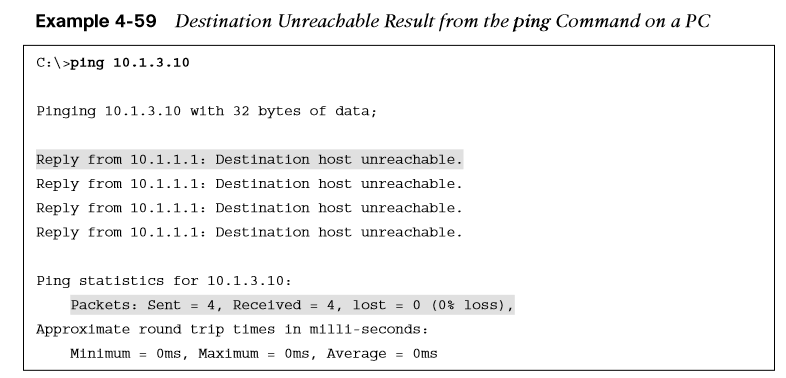 Example 4-59 Destination Unreachable Result from the ping Command on a PC
C:\>ping 10.1.3.10
Pinging 10.1.3.10 with 32 bytes of data;
Reply from 10.1.1.1: Destination host unreachable.
Reply from 10.1.1.1: Destination host unreachable.
Reply from 10.1.1.1: Destination host unreachable.
Reply from 10.1.1.1: Destination host unreachable.
Ping statistics for 10.1.3.10:
Packets: Sent = 4, Received = 4, lost = 0 (0% loss),
Approximate round trip times in milli-seconds:
Minimum = 0ms, Maximum = 0ms, Average = 0ms